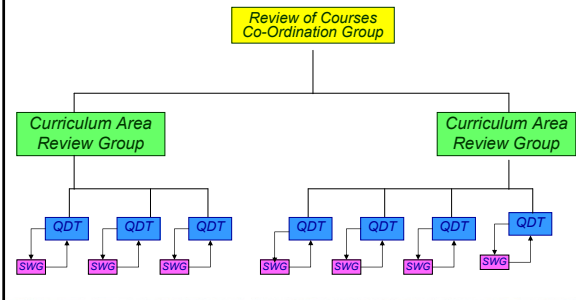 Review of Courses
Co-Ordination Group
Curriculum Area
Review Group
Curriculum Area
Review Group
QDT
QDT
QDT
QDT
QDT
QDT
QDT
SWG
SWG
SWG
SWG
SWG
SWG
SWG